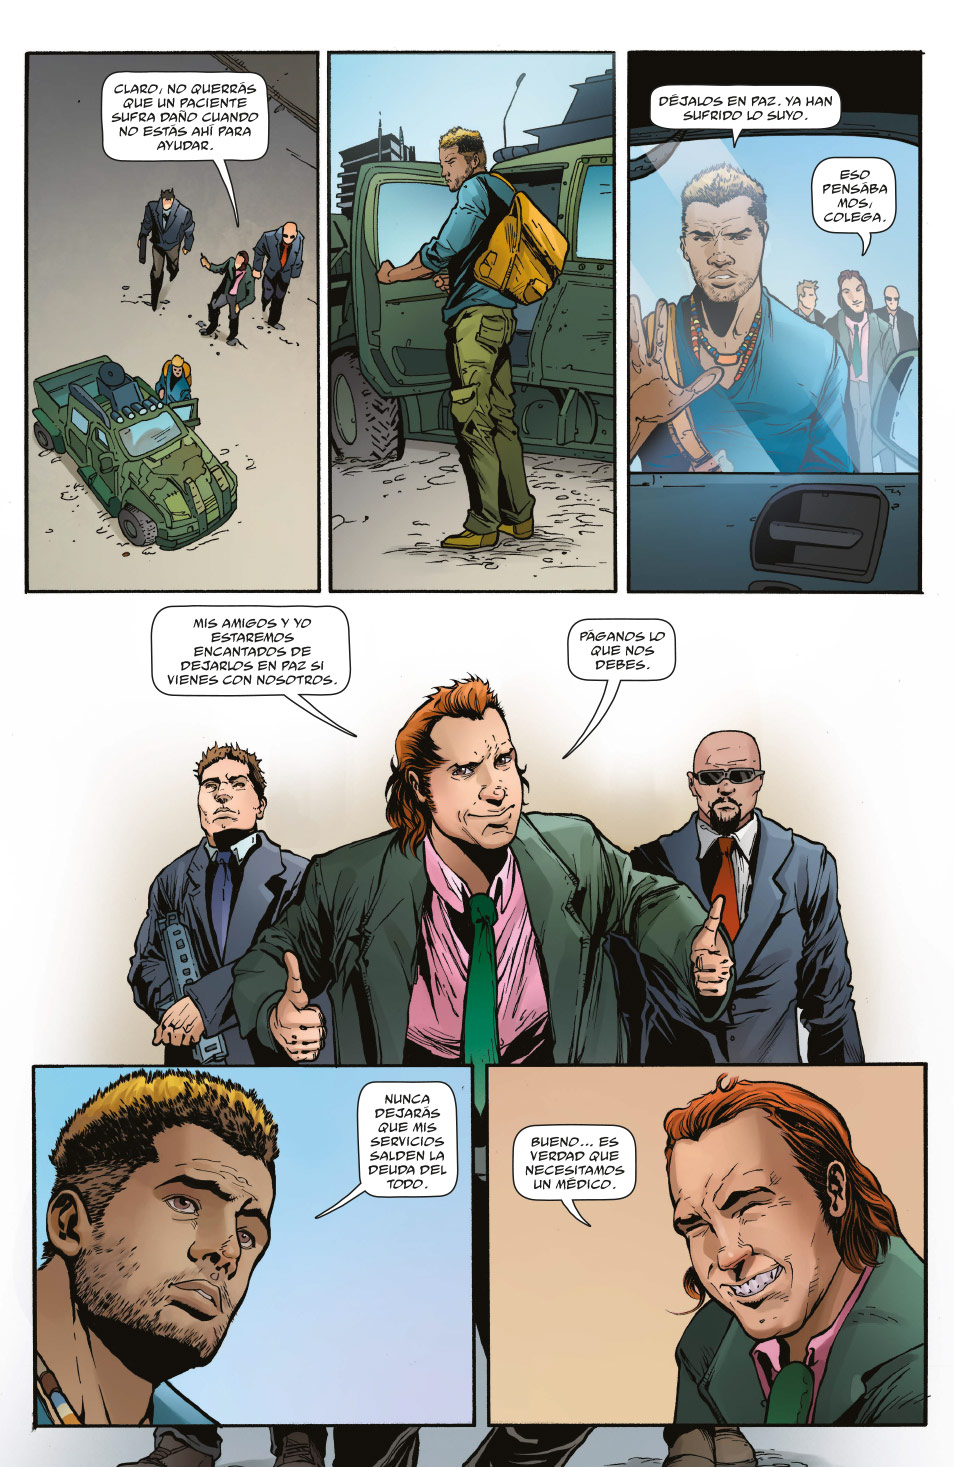 CLARO, NO QUERRÁS
QUE UN PACIENTE
SUFRA DAÑO CUANDO
NO ESTÁS AHÍ PARA
AYUDAR.
DÉJALOS EN PAZ. YA HAN
SUFRIDO LO SUYO.
ESO
PENSÁBA
MOS,
COLEGA.
MIS AMIGOS Y YO
ESTAREMOS
ENCANTADOS DE
DEJARLOS EN PAZ SI
VIENES CON NOSOTROS.
PÁGANOS LO
QUE NOS
DEBES.
NUNCA
DEJARÁS
QUE MIS
SERVICIOS
SALDEN LA
DEUDA DEL
TODO.
BUENO... ES
VERDAD QUE
NECESITAMOS
UN MÉDICO.